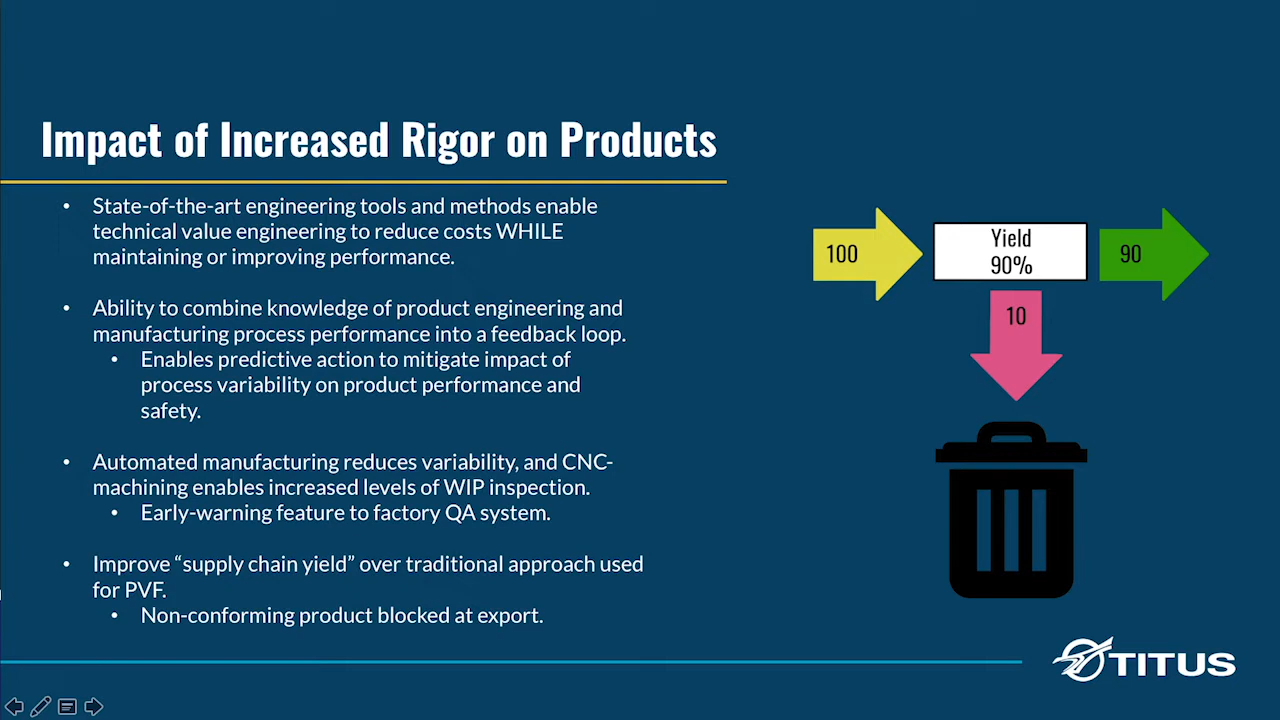 Impact of Increased Rigor on Products
• State-of-the-art engineering tools and methods enable
technical value engineering to reduce costs WHILE
maintaining or improving performance.
• Ability to combine knowledge of product engineering and
manufacturing process performance into a feedback loop.
• Enables predictive action to mitigate impact of
process variability on product performance and
safety.
• Automated manufacturing reduces variability, and CNC-
machining enables increased levels of WIP inspection.
• Early-warning feature to factory QA system.
• Improve “supply chain yield” over traditional approach used
for PVF.
• Non-conforming product blocked at export.
100
Yield
90%
90
10
TITUS